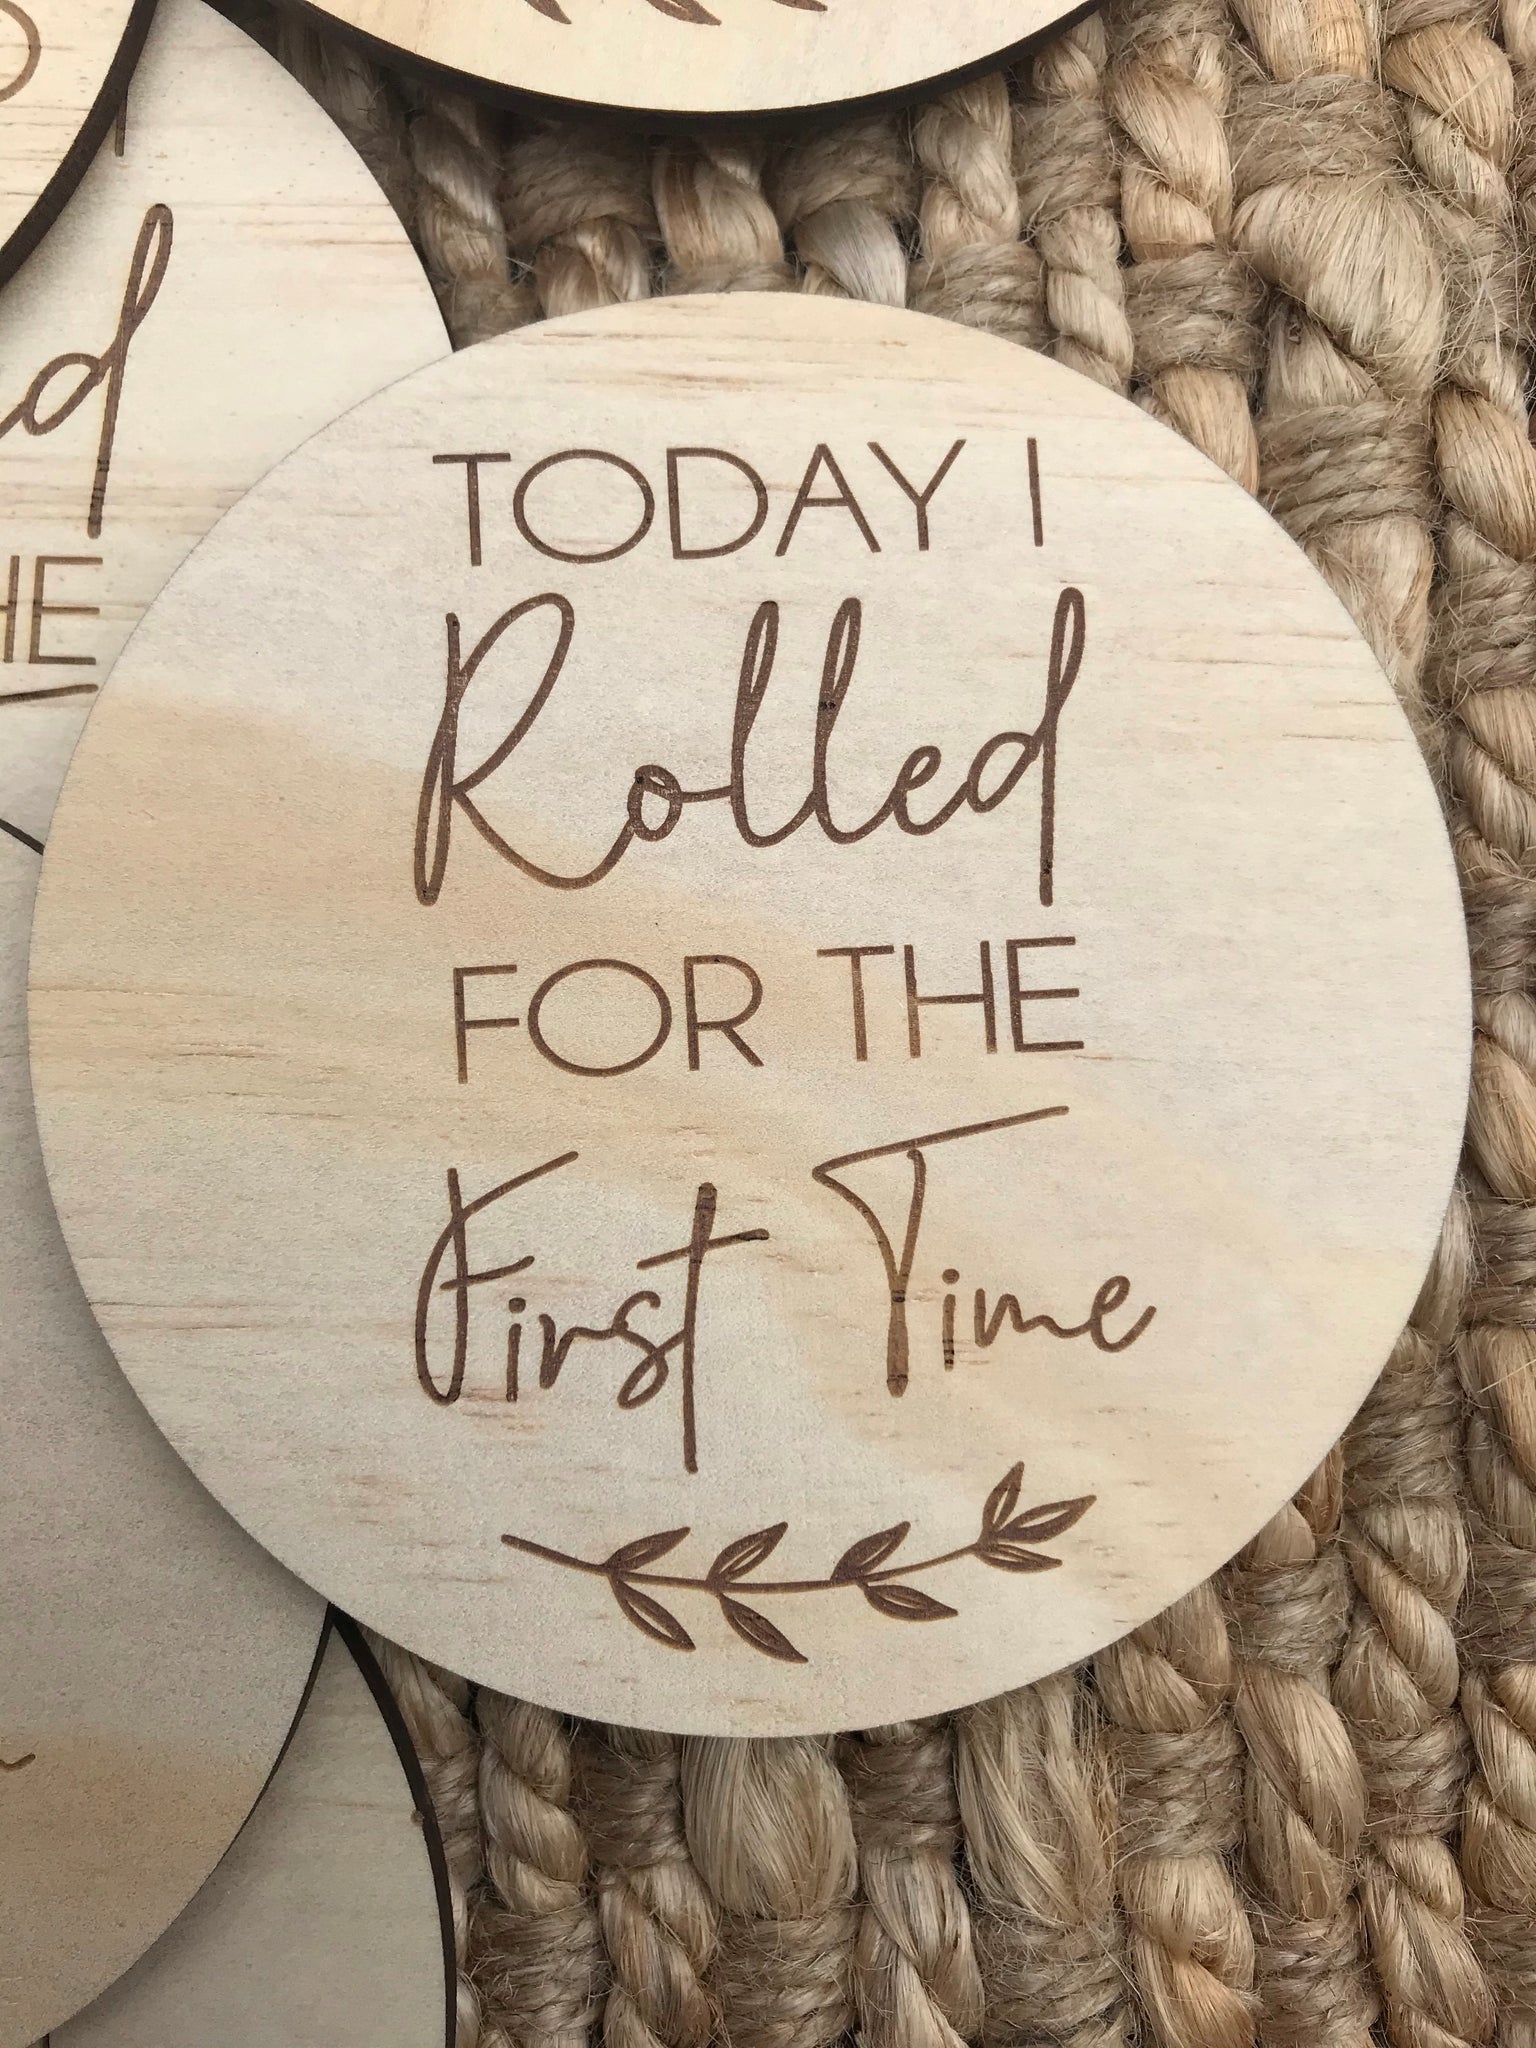 TODAY I
Rolled
FOR THE
First Time